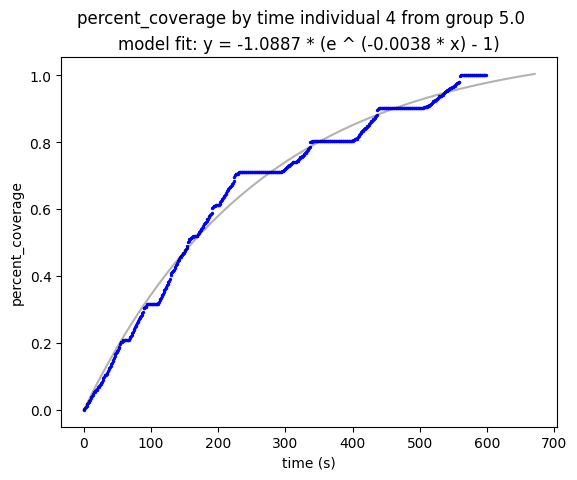 percent_coverage by time individual 4 from group 5.0
model fit: y = -1.0887 * (e ^ (-0.0038 * x) - 1)
1.0
0.8
0.6
0.4
0.2
0.0
percent_coverage
0 100 200 300 400 500 600 700
time (s)